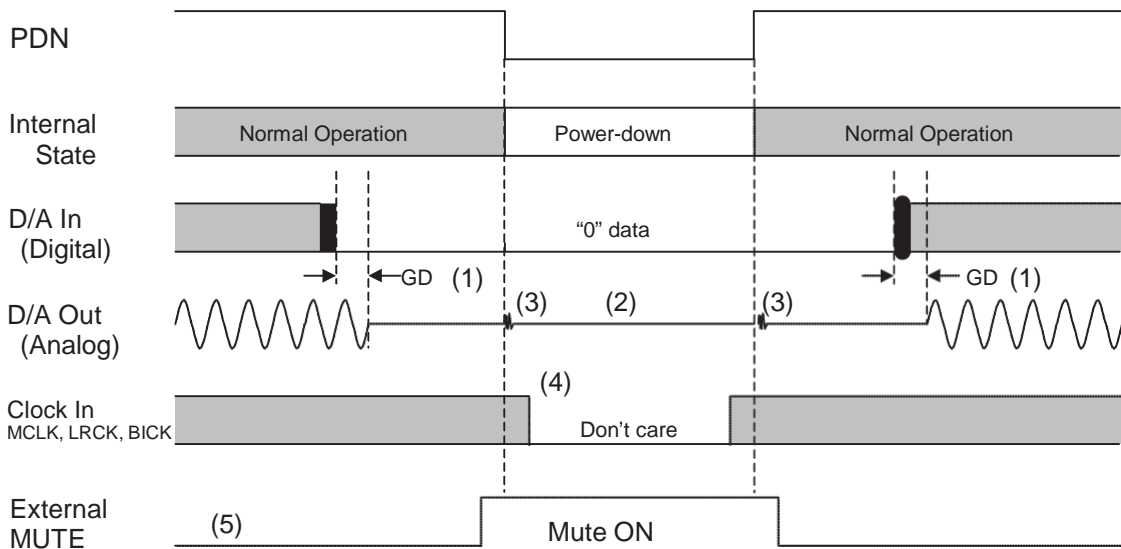 PDN
Internal
State
Normal Operation
Power-down
Normal Operation
D/A In
(Digital)
“0” data
GD (1)
GD (1)
D/A Out
(Analog)
(3)
(2)
(3)
Clock In
MCLK, LRCK, BICK
(4)
Don’t care
External
MUTE
(5)
Mute ON